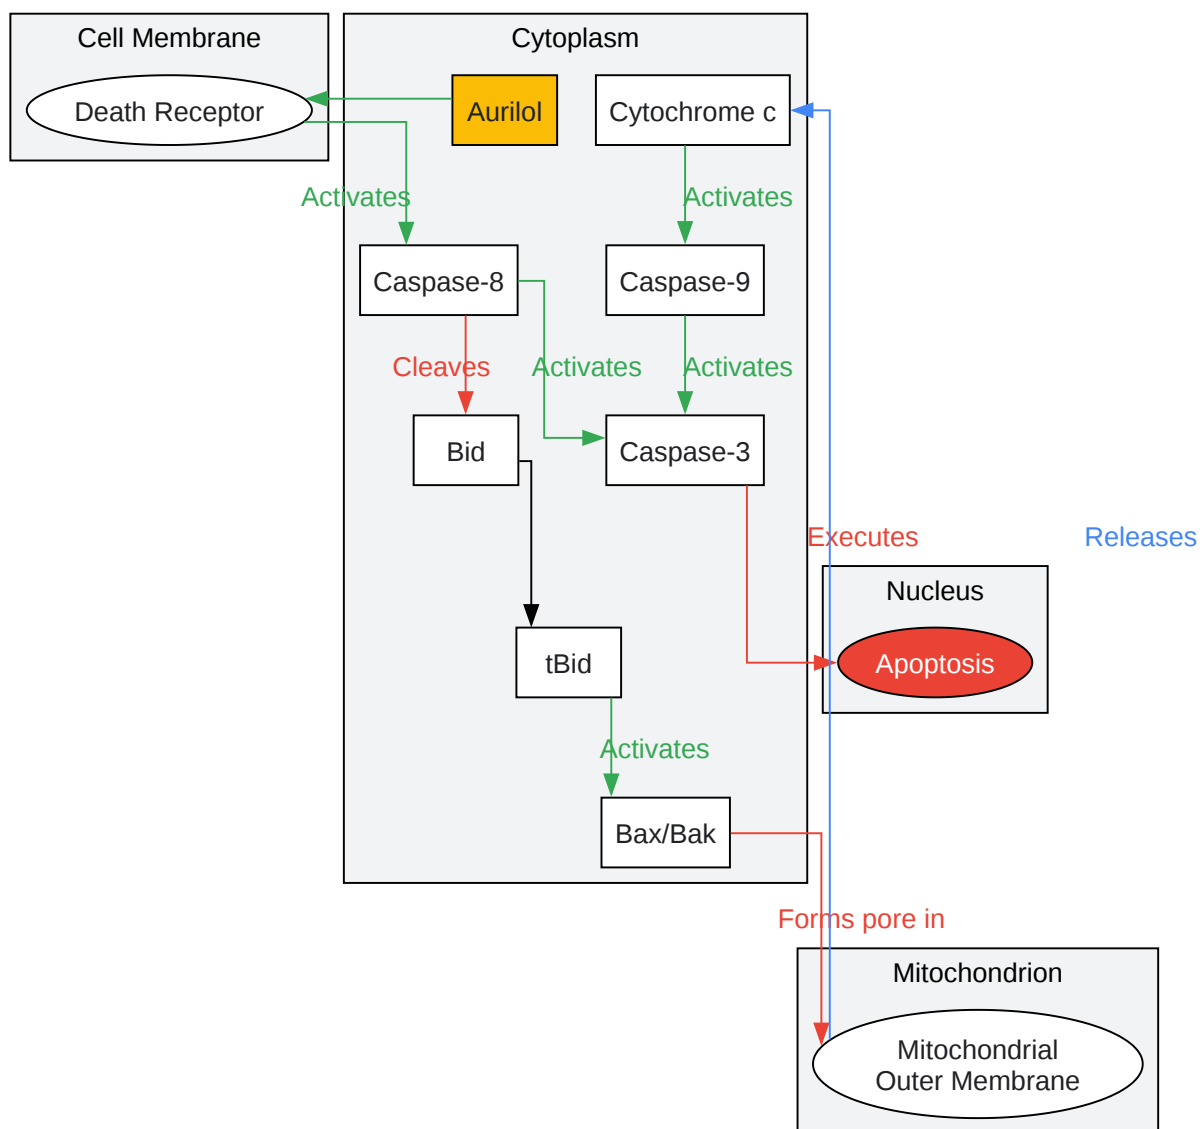 Cell Membrane
Cytoplasm
Death Receptor
Aurilol
Cytochrome c
Activates
Activates
Caspase-8
Caspase-9
Cleaves
Activates
Activates
Bid
Caspase-3
Executes
Releases
Nucleus
tBid
Apoptosis
Activates
Bax/Bak
Forms pore in
Mitochondrion
Mitochondrial
Outer Membrane